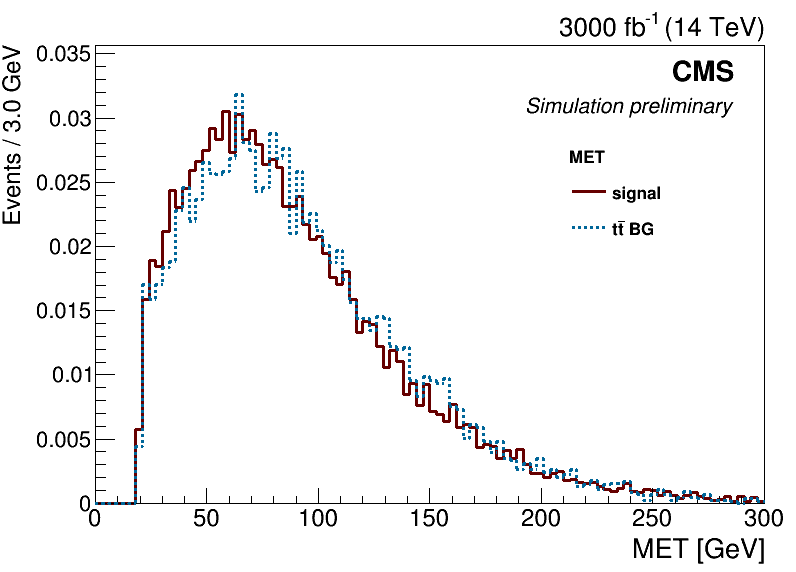 3000 fb⁻¹ (14 TeV)
CMS
Simulation preliminary
MET
signal
tt̄ BG
Events / 3.0 GeV
0.035
0.03
0.025
0.02
0.015
0.01
0.005
0
0 50 100 150 200 250 300
MET [GeV]